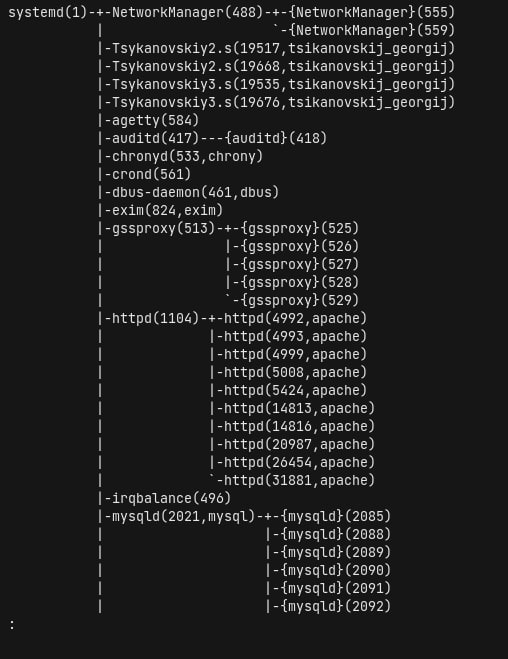 systemd(1)-+-NetworkManager(488)-+-{NetworkManager}(555)
           |                     `-{NetworkManager}(559)
           |-Tsykanovskiy2.s(19517,tsikanovskij_georgij)
           |-Tsykanovskiy2.s(19668,tsikanovskij_georgij)
           |-Tsykanovskiy3.s(19535,tsikanovskij_georgij)
           |-Tsykanovskiy3.s(19676,tsikanovskij_georgij)
           |-agetty(584)
           |-auditd(417)---{auditd}(418)
           |-chronyd(533,chrony)
           |-crond(561)
           |-dbus-daemon(461,dbus)
           |-exim(824,exim)
           |-gssproxy(513)-+-{gssproxy}(525)
           |               |-{gssproxy}(526)
           |               |-{gssproxy}(527)
           |               |-{gssproxy}(528)
           |               `-{gssproxy}(529)
           |-httpd(1104)-+-httpd(4992,apache)
           |             |-httpd(4993,apache)
           |             |-httpd(4999,apache)
           |             |-httpd(5008,apache)
           |             |-httpd(5424,apache)
           |             |-httpd(14813,apache)
           |             |-httpd(14816,apache)
           |             |-httpd(20987,apache)
           |             |-httpd(26454,apache)
           |             `-httpd(31881,apache)
           |-irqbalance(496)
           |-mysqld(2021,mysql)-+-{mysqld}(2085)
           |                    |-{mysqld}(2088)
           |                    |-{mysqld}(2089)
           |                    |-{mysqld}(2090)
           |                    |-{mysqld}(2091)
           |                    |-{mysqld}(2092)
: